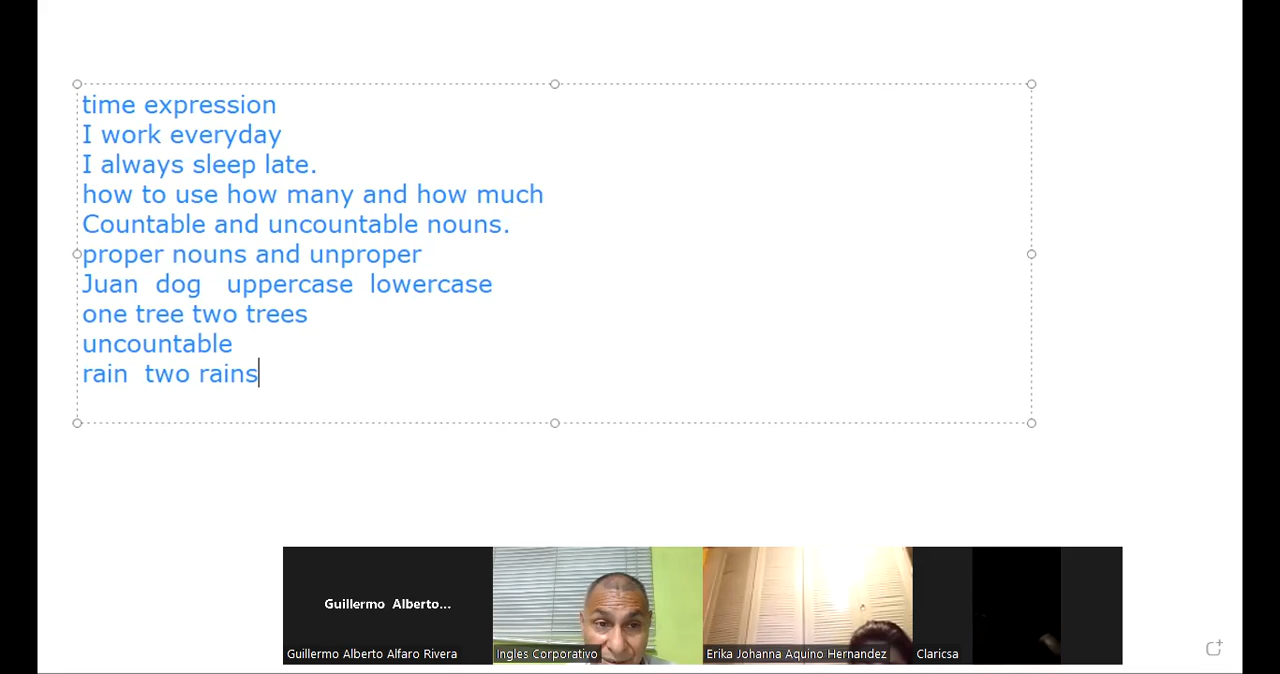 time expression
I work everyday
I always sleep late.
how to use how many and how much
Countable and uncountable nouns.
proper nouns and unproper
Juan dog uppercase lowercase
one tree two trees
uncountable
rain two rains
Guillermo Alberto...
Guillermo Alberto Alfaro Rivera
Ingles Corporativo
Erika Johanna Aquino Hernandez
Claricsa